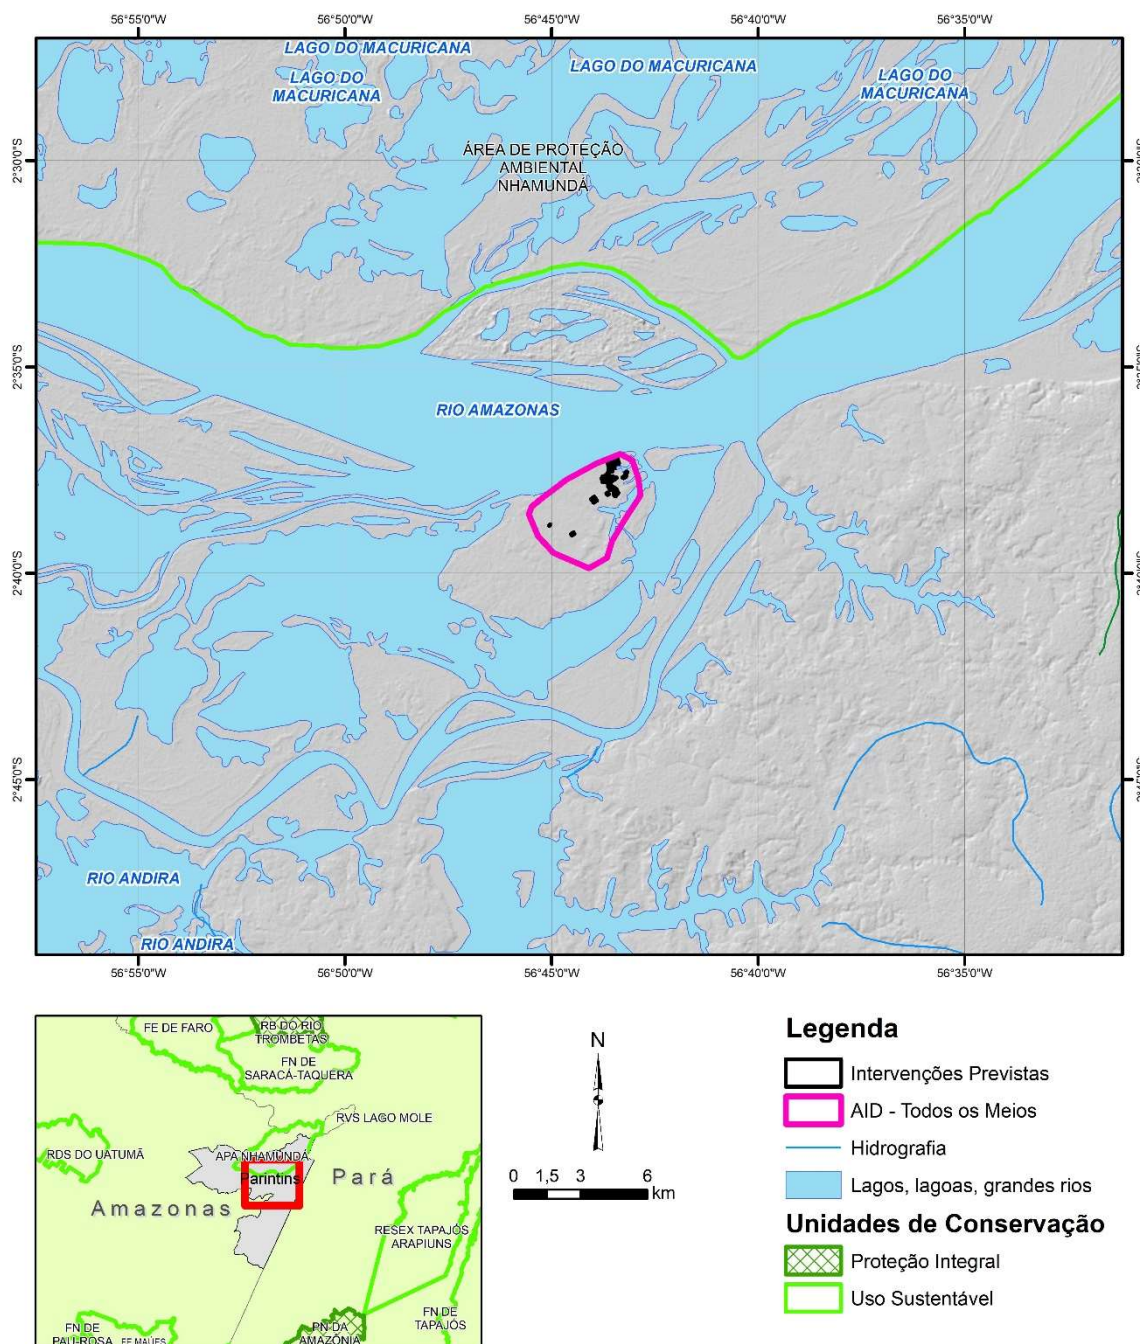 56°55'0"W 56°50'0"W 56°45'0"W 56°40'0"W 56°35'0"W
LAGO DO MACURICANA
LAGO DO
MACURICANA
LAGO DO MACURICANA
LAGO DO
MACURICANA
ÁREA DE PROTEÇÃO
AMBIENTAL
NHAMUNDÁ
2°30'0"S
2°35'0"S
RIO AMAZONAS
2°40'0"S
2°45'0"S
RIO ANDIRA
RIO ANDIRA
56°55'0"W 56°50'0"W 56°45'0"W 56°40'0"W 56°35'0"W
FE DE FARO
RB DO RIO
TROMBETAS
FN DE
SARACÁ-TAQUERA
RVS LAGO MOLE
RDS DO UATUMÃ
APA NHAMUNDÁ
Parintins
Pará
Amazonas
RESEX TAPAJÓS
ARAPIUNS
FN DE
PAU-ROSA
FE MAUÉS
PN DA
AMAZÔNIA
FN DE
TAPAJÓS
N
0 1,5 3 6
km
Legenda
Intervenções Previstas
AID - Todos os Meios
Hidrografia
Lagos, lagoas, grandes rios
Unidades de Conservação
Proteção Integral
Uso Sustentável